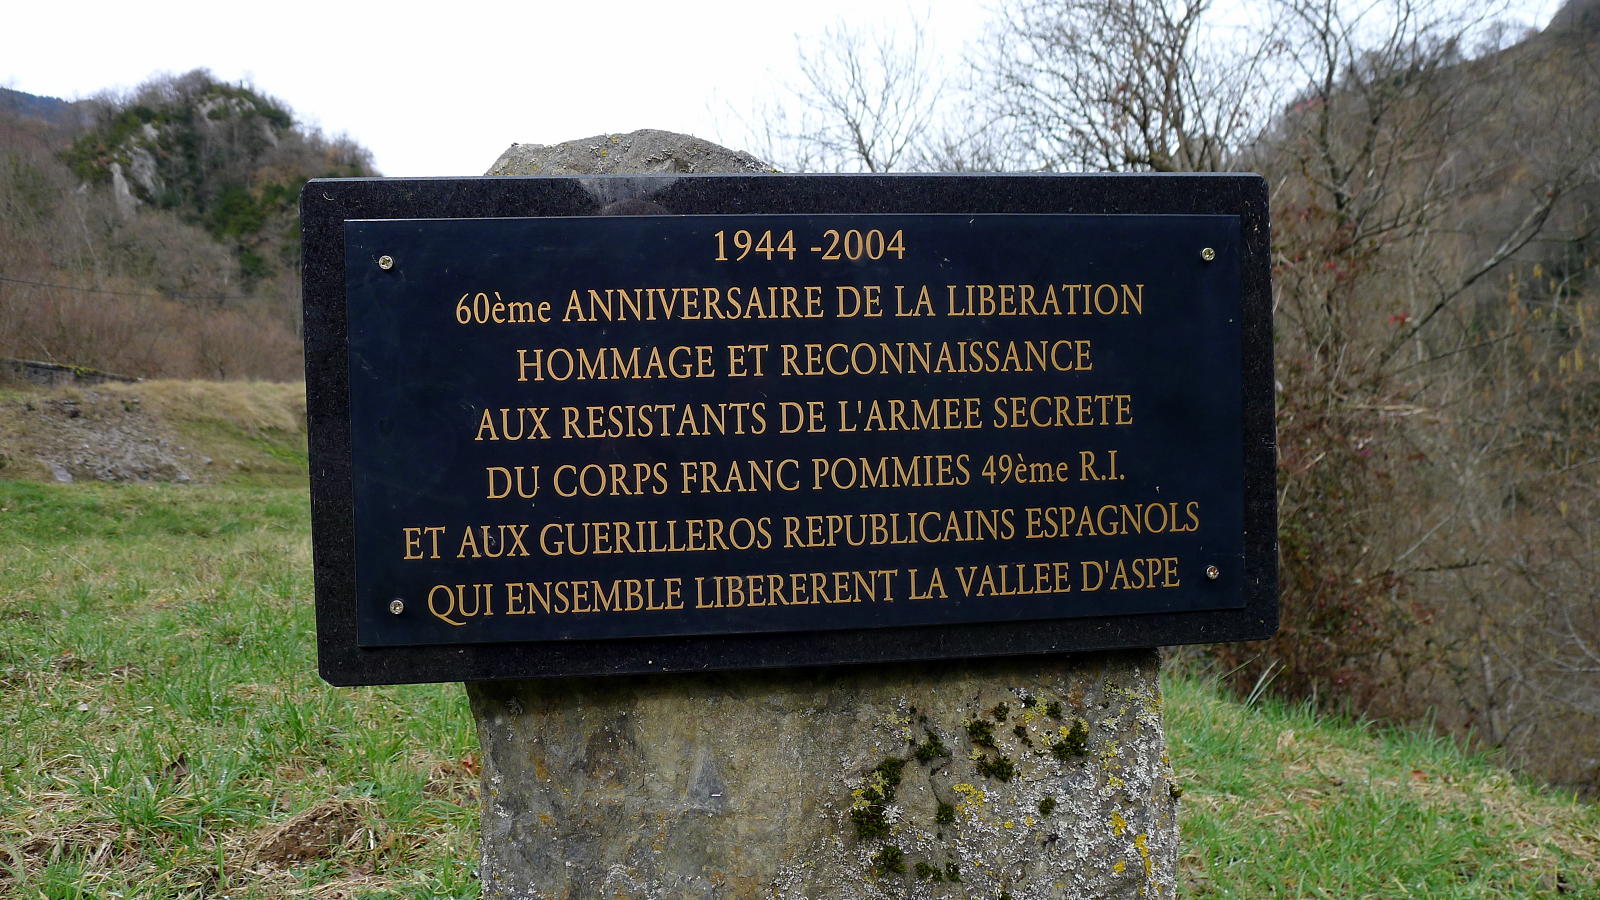 1944 -2004
60ème ANNIVERSAIRE DE LA LIBERATION
HOMMAGE ET RECONNAISSANCE
AUX RESISTANTS DE L'ARMEE SECRETE
DU CORPS FRANC POMMIES 49ème R.I.
ET AUX GUERILLEROS REPUBLICAINS ESPAGNOLS
QUI ENSEMBLE LIBERERENT LA VALLEE D'ASPE